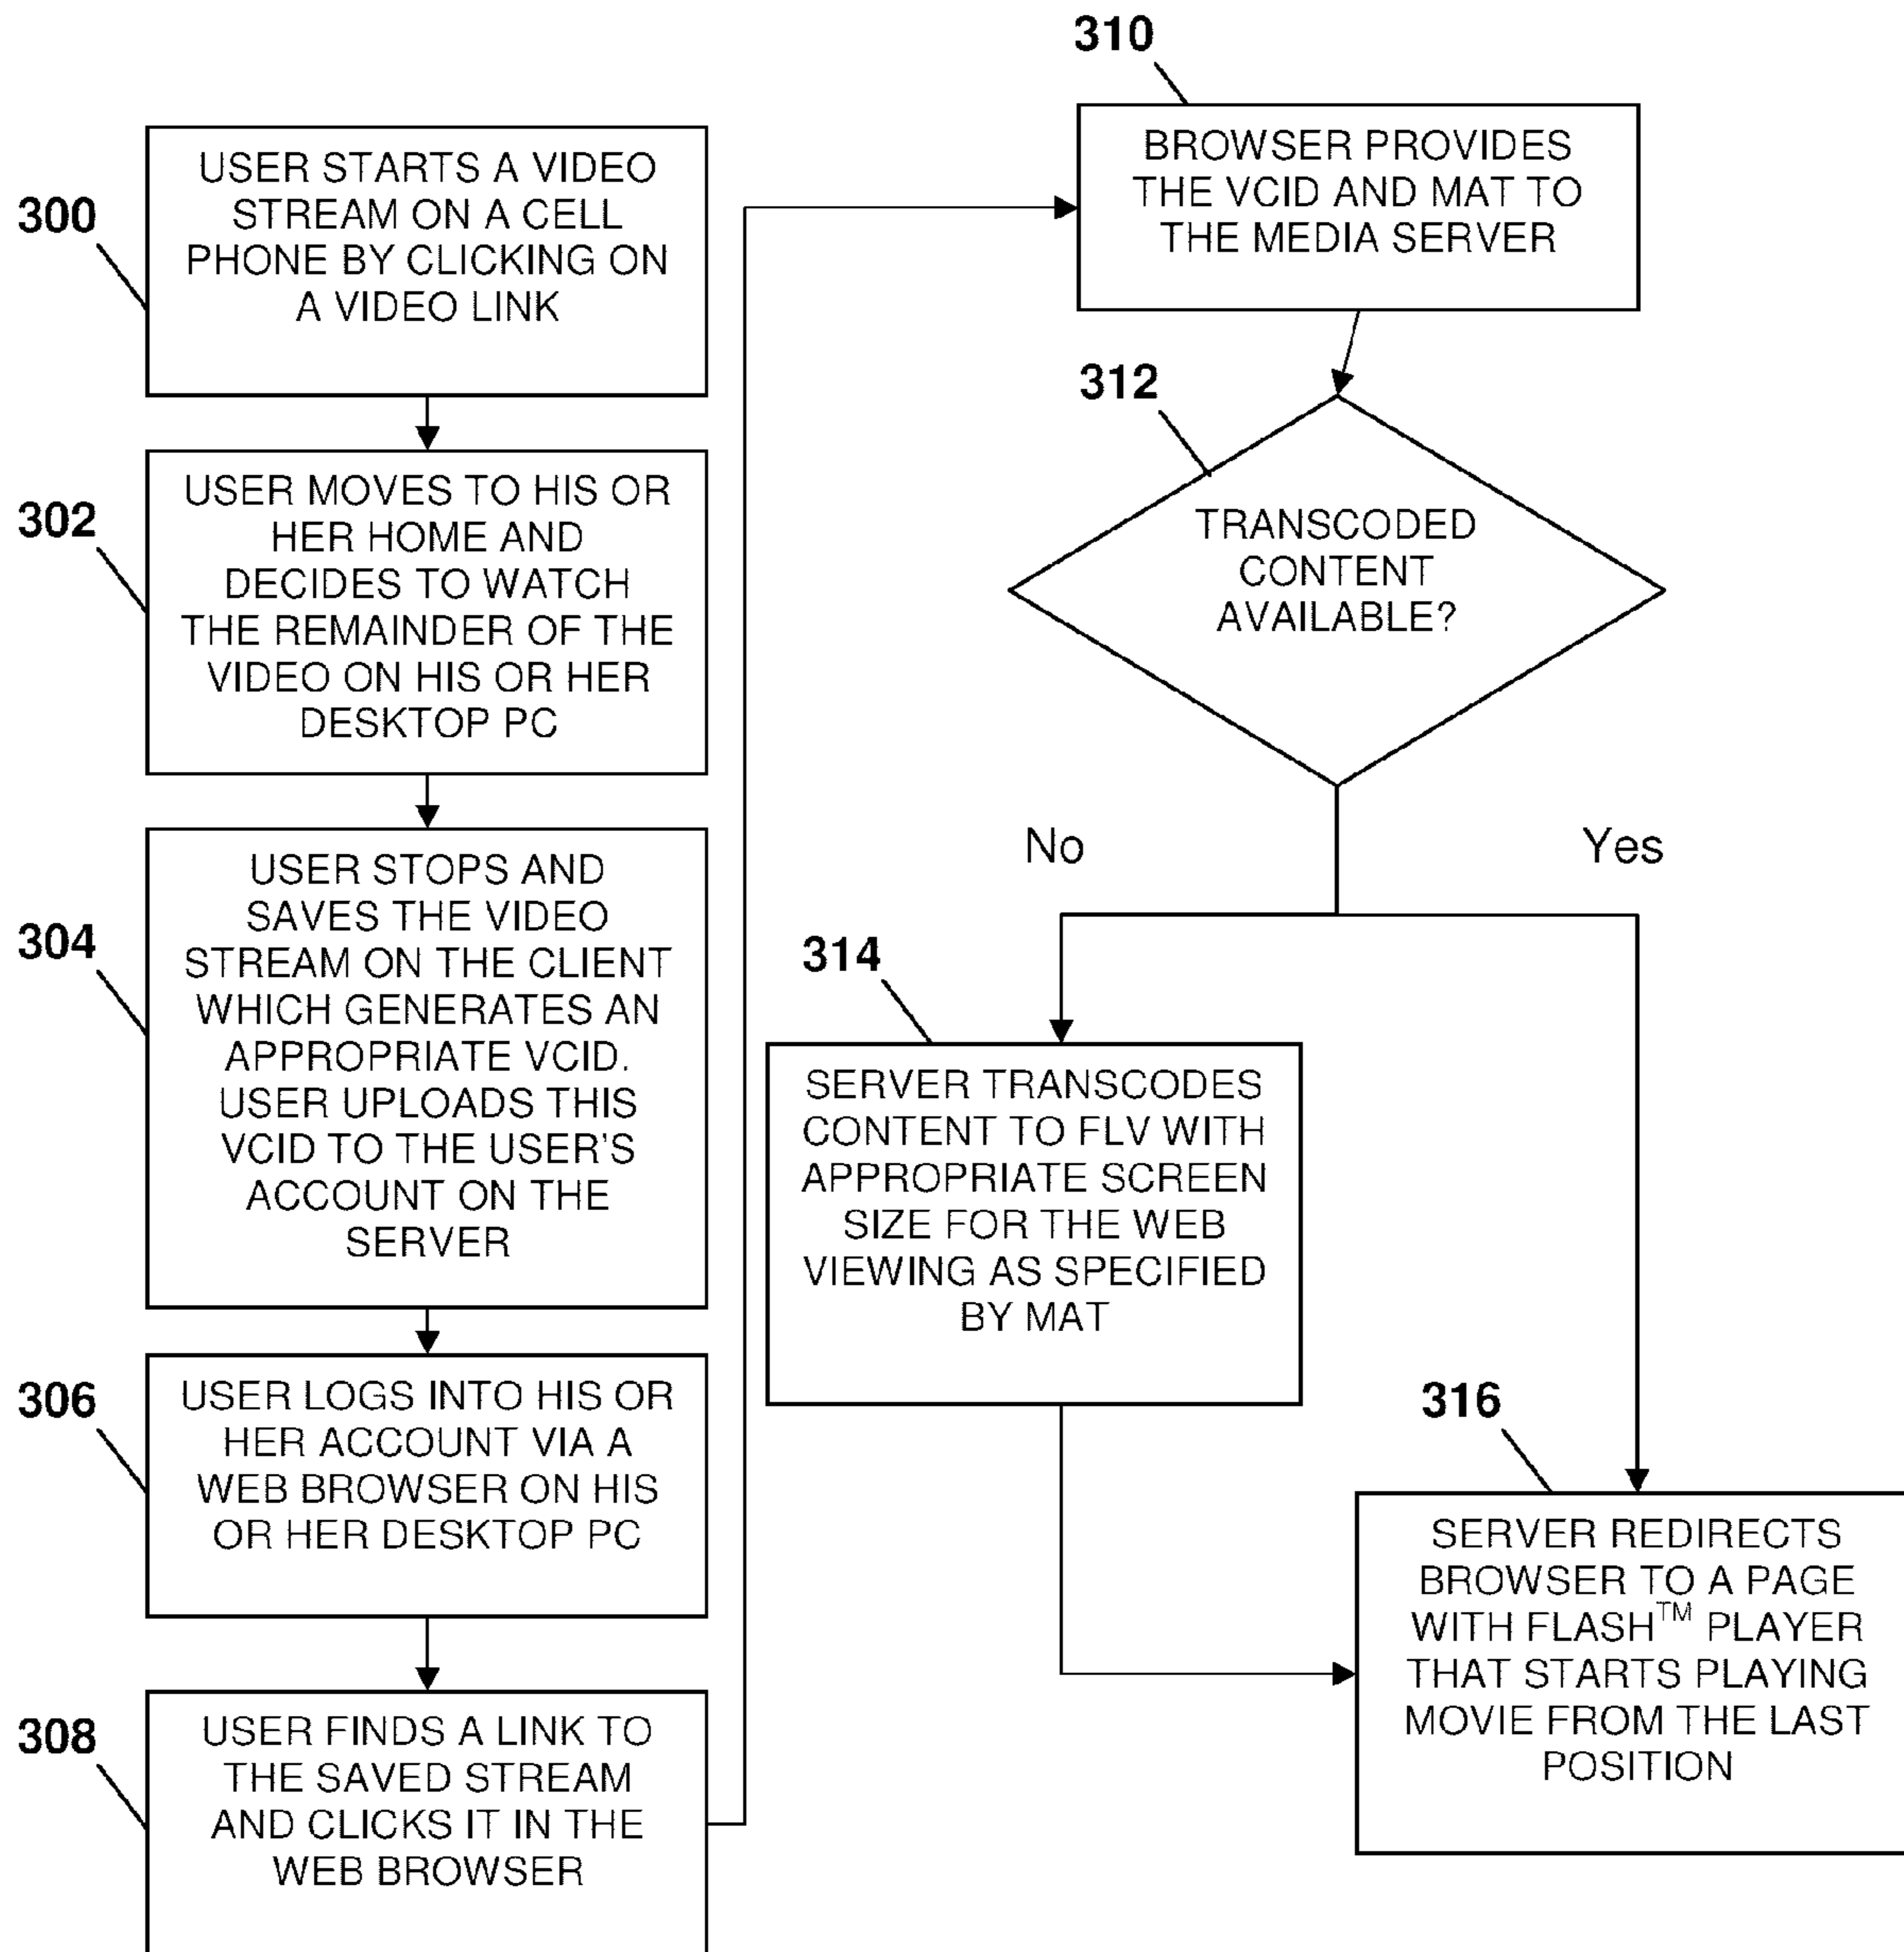 300
USER STARTS A VIDEO
STREAM ON A CELL
PHONE BY CLICKING ON
A VIDEO LINK
302
USER MOVES TO HIS OR
HER HOME AND
DECIDES TO WATCH
THE REMAINDER OF THE
VIDEO ON HIS OR HER
DESKTOP PC
304
USER STOPS AND
SAVES THE VIDEO
STREAM ON THE CLIENT
WHICH GENERATES AN
APPROPRIATE VCID.
USER UPLOADS THIS
VCID TO THE USER'S
ACCOUNT ON THE
SERVER
306
USER LOGS INTO HIS OR
HER ACCOUNT VIA A
WEB BROWSER ON HIS
OR HER DESKTOP PC
308
USER FINDS A LINK TO
THE SAVED STREAM
AND CLICKS IT IN THE
WEB BROWSER
310
BROWSER PROVIDES
THE VCID AND MAT TO
THE MEDIA SERVER
312
TRANSCODED
CONTENT
AVAILABLE?
No
Yes
314
SERVER TRANSCODES
CONTENT TO FLV WITH
APPROPRIATE SCREEN
SIZE FOR THE WEB
VIEWING AS SPECIFIED
BY MAT
316
SERVER REDIRECTS
BROWSER TO A PAGE
WITH FLASH™ PLAYER
THAT STARTS PLAYING
MOVIE FROM THE LAST
POSITION